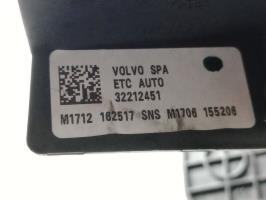 VOLVO SPA
ETC AUTO
32212451
M1712 162517 SNS M1706 155206